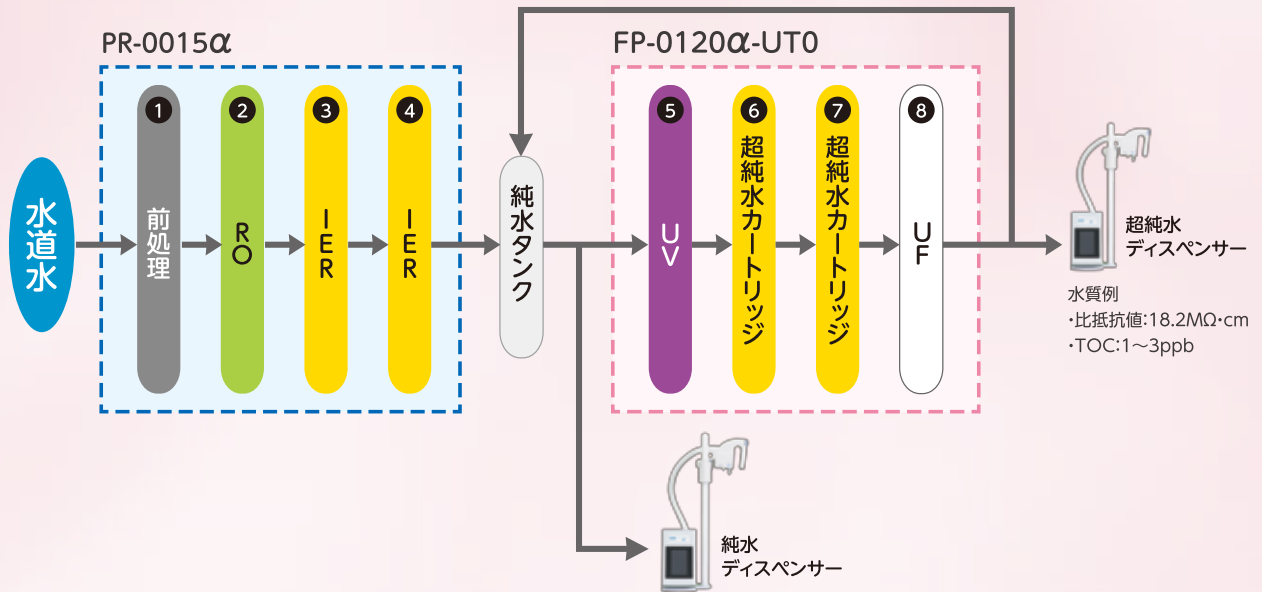 PR-0015α
FP-0120α-UT0
水道水
1
前処理
2
RO
3
IER
4
IER
純水タンク
5
UV
6
超純水カートリッジ
7
超純水カートリッジ
8
UF
超純水
ディスペンサー
水質例
・比抵抗値:18.2MΩ・cm
・TOC:1～3ppb
純水
ディスペンサー